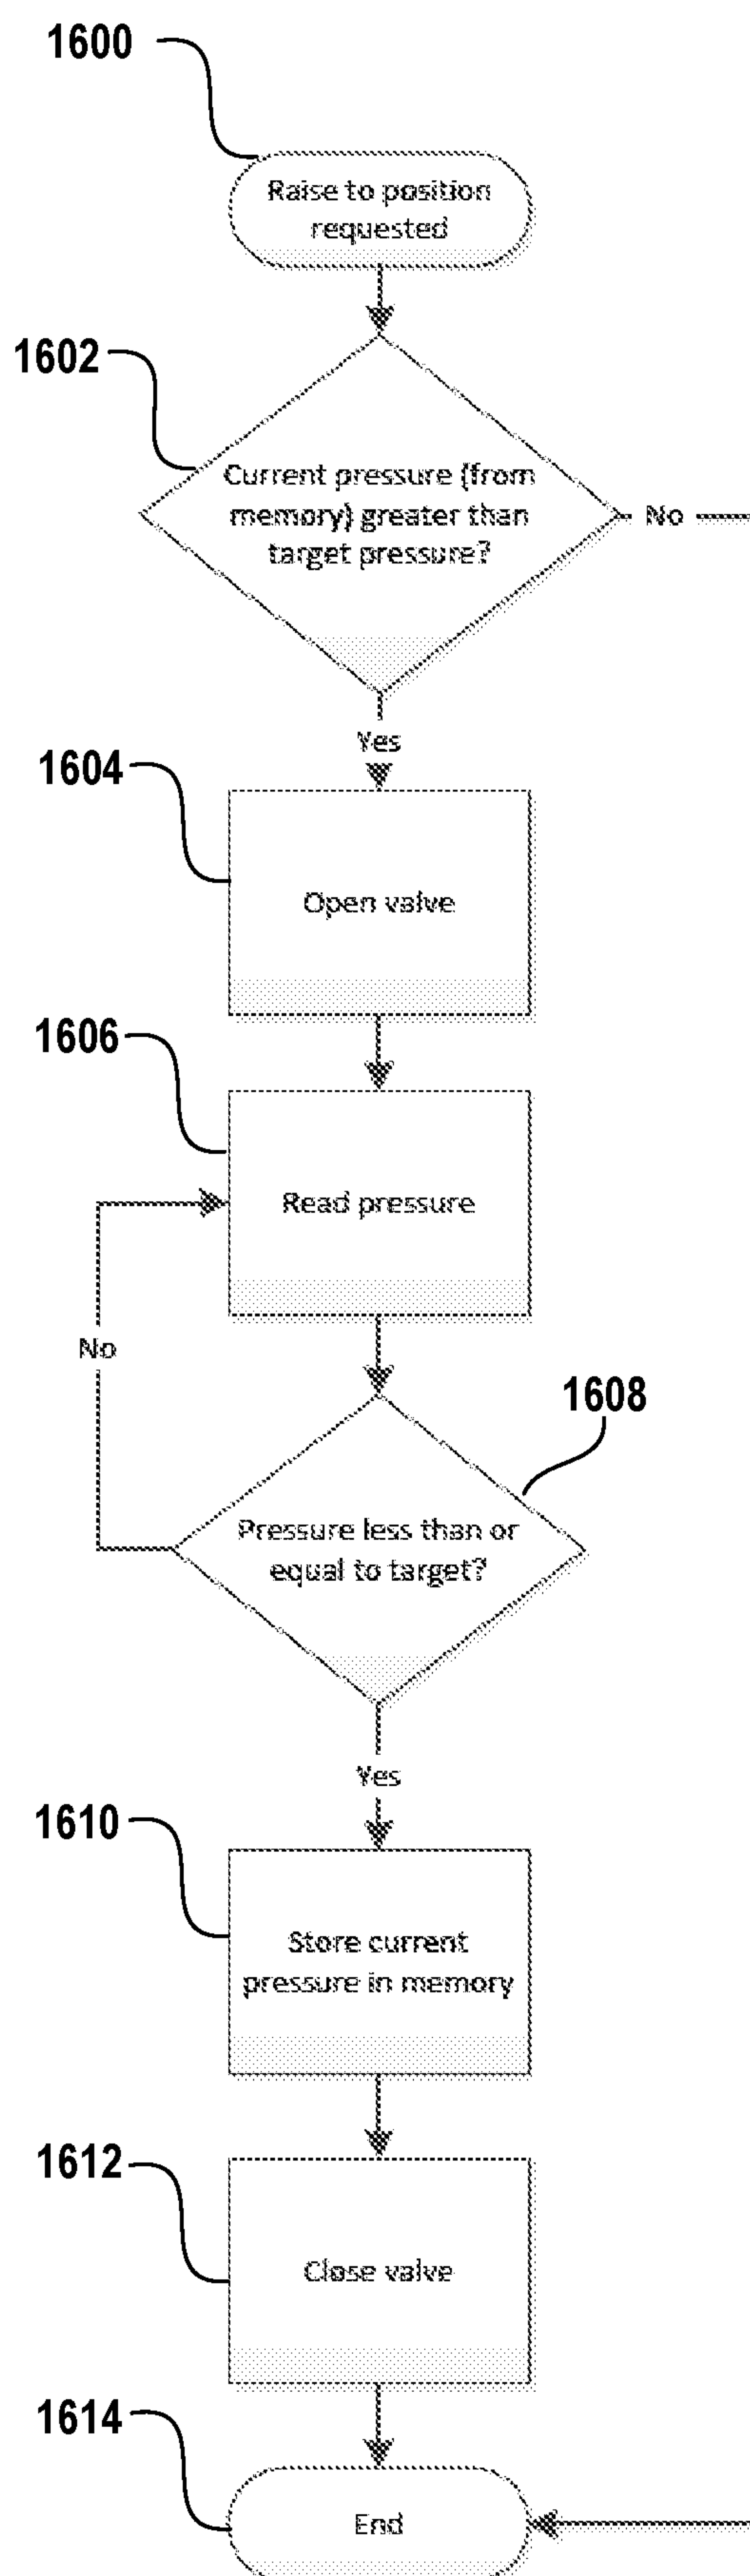 1600
Raise to position
requested
1602
Current pressure (from
memory) greater than
target pressure?
No
Yes
1604
Open valve
1606
Read pressure
No
1608
Pressure less than or
equal to target?
Yes
1610
Store current
pressure in memory
1612
Close valve
1614
End